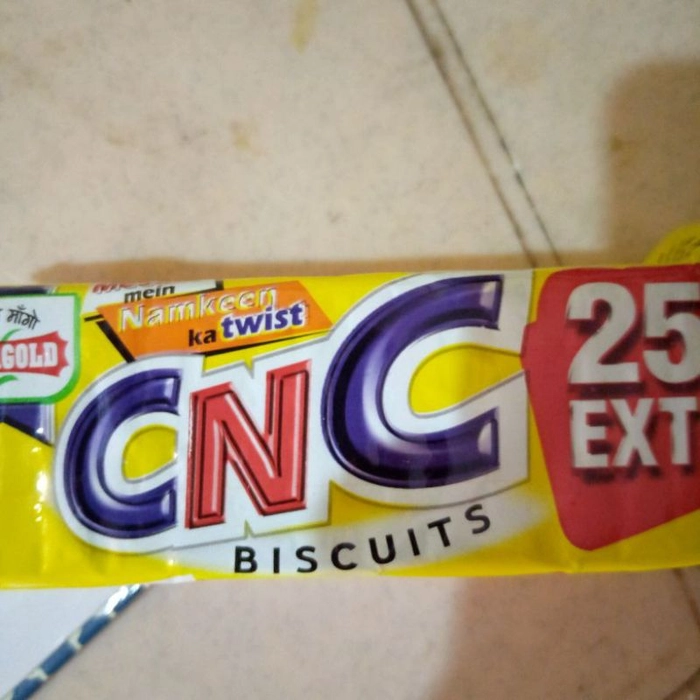 माँगो
GOLD
mein
Namkeen
ka twist
CNC
BISCUITS
25
EXT